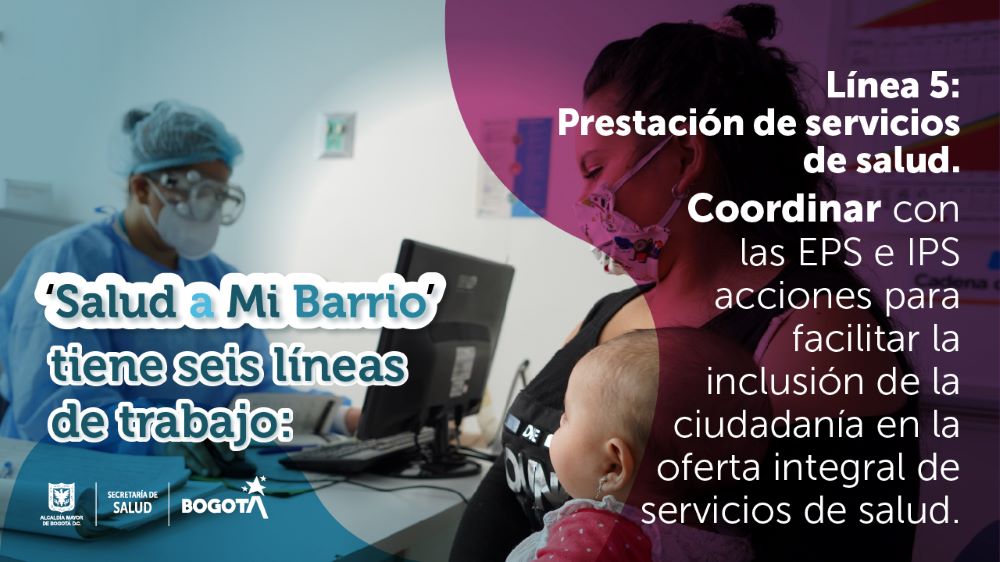 'Salud a Mi Barrio'
tiene seis líneas
de trabajo:
Línea 5:
Prestación de servicios
de salud.
Coordinar con
las EPS e IPS
acciones para
facilitar la
inclusión de la
ciudadanía en la
oferta integral de
servicios de salud.
ALCALDÍA MAYOR
DE BOGOTÁ D.C.
SECRETARÍA DE
SALUD
BOGOTÁ